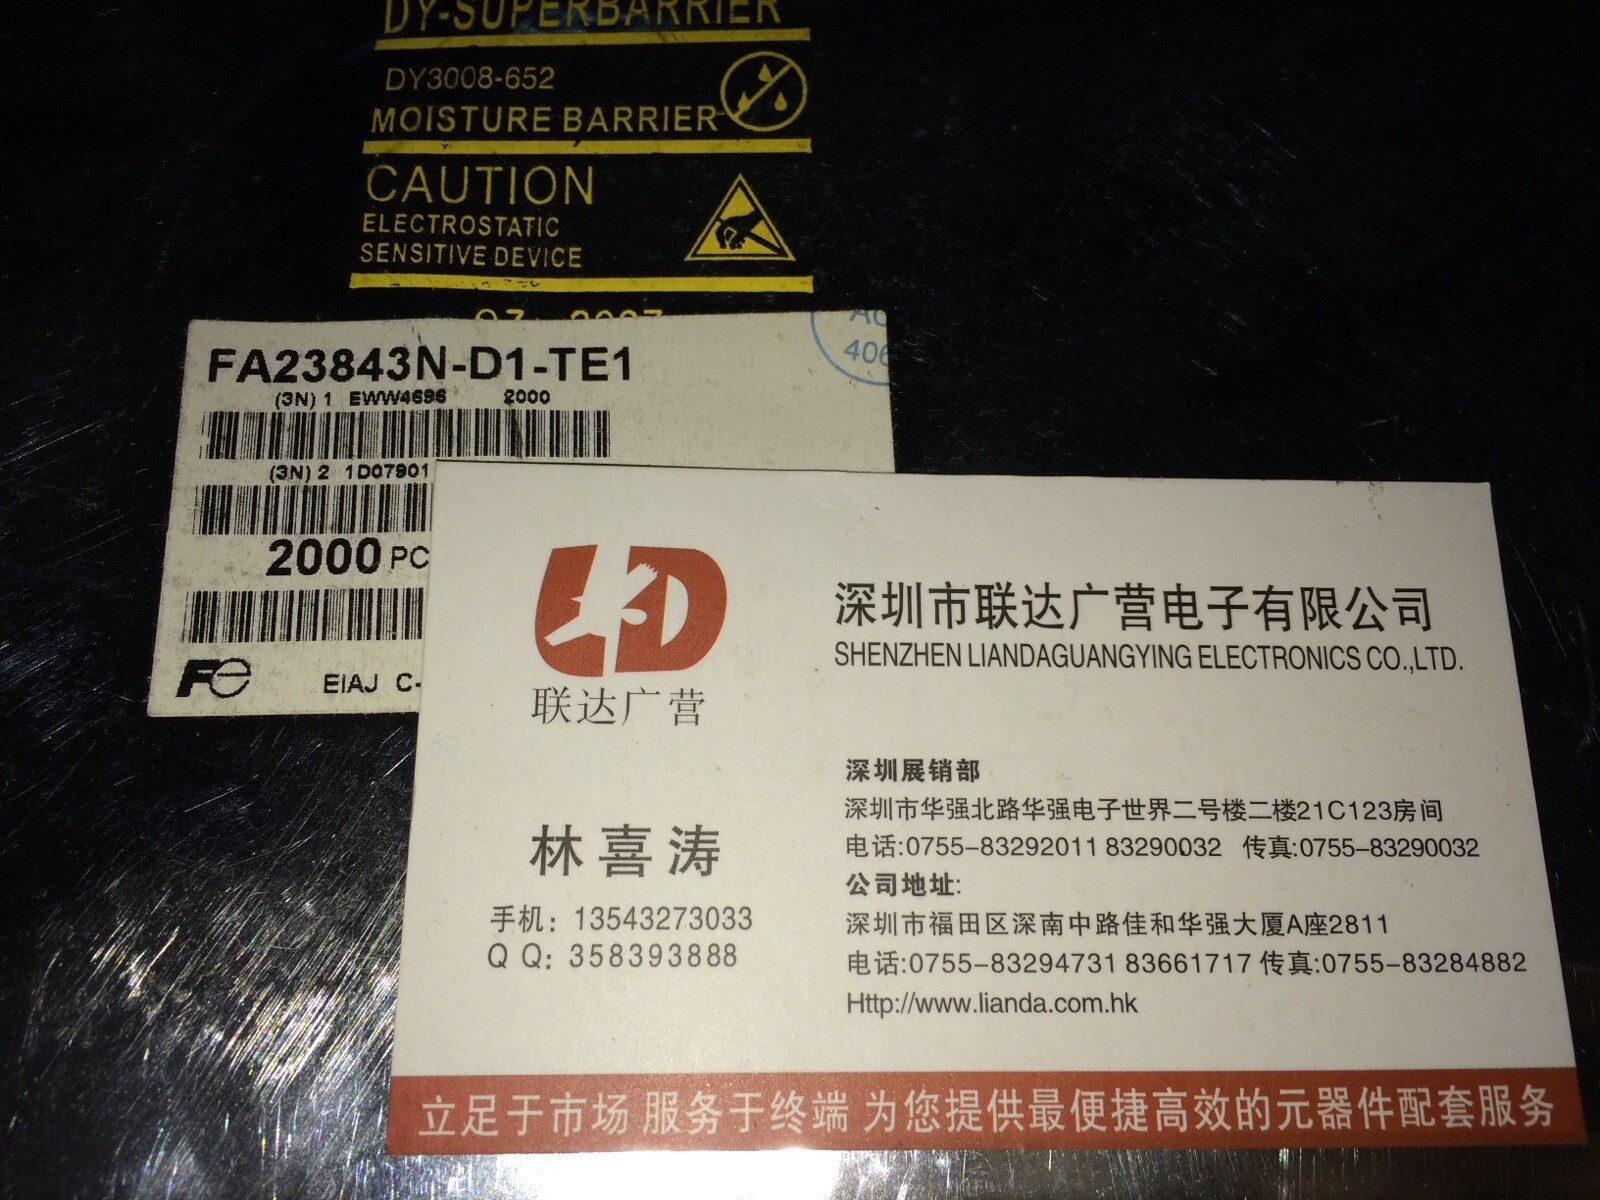 DY-SUPERBARRIER
DY3008-652
MOISTURE BARRIER
CAUTION
ELECTROSTATIC
SENSITIVE DEVICE
FA23843N-D1-TE1
(3N) 1 EWW4696 2000
(3N) 2 1D07901
2000 PC
Fe
EIAJ C-
406
LD
联达广营
深圳市联达广营电子有限公司
SHENZHEN LIANDAGUANGYING ELECTRONICS CO.,LTD.
林喜涛
手机: 13543273033
QQ: 358393888
深圳展销部
深圳市华强北路华强电子世界二号楼二楼21C123房间
电话:0755-83292011 83290032 传真:0755-83290032
公司地址:
深圳市福田区深南中路佳和华强大厦A座2811
电话:0755-83294731 83661717 传真:0755-83284882
Http://www.lianda.com.hk
立足于市场 服务于终端 为您提供最便捷高效的元器件配套服务